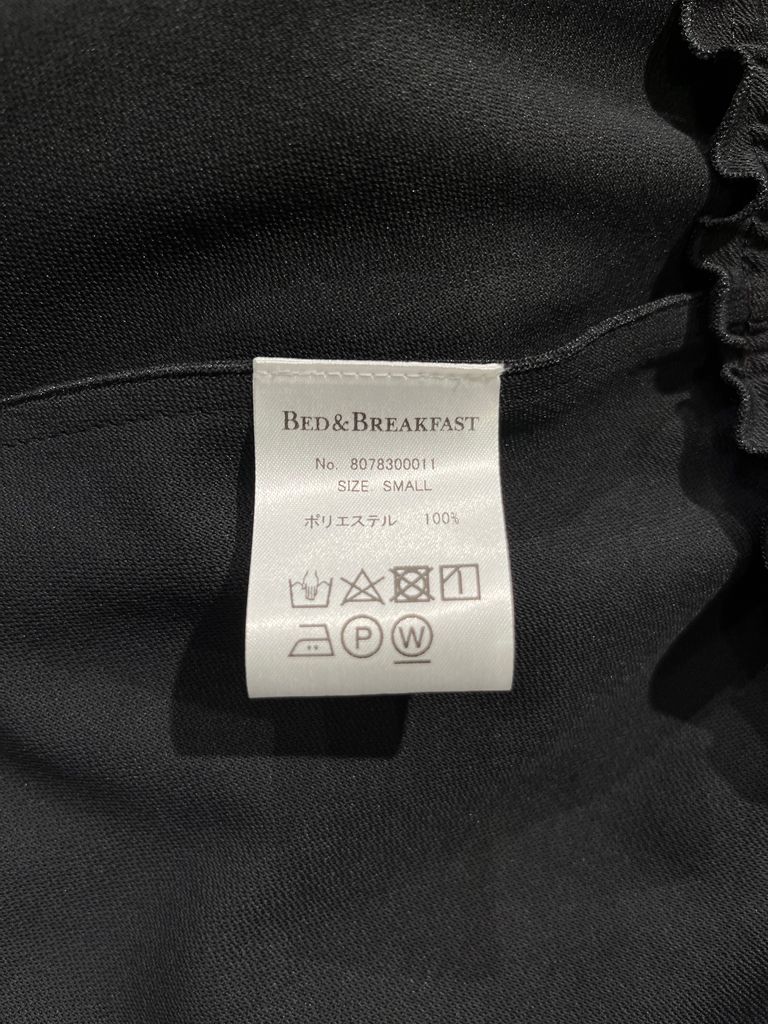 BED&BREAKFAST
No. 8078300011
SIZE. SMALL
ポリエステル 100%
P W